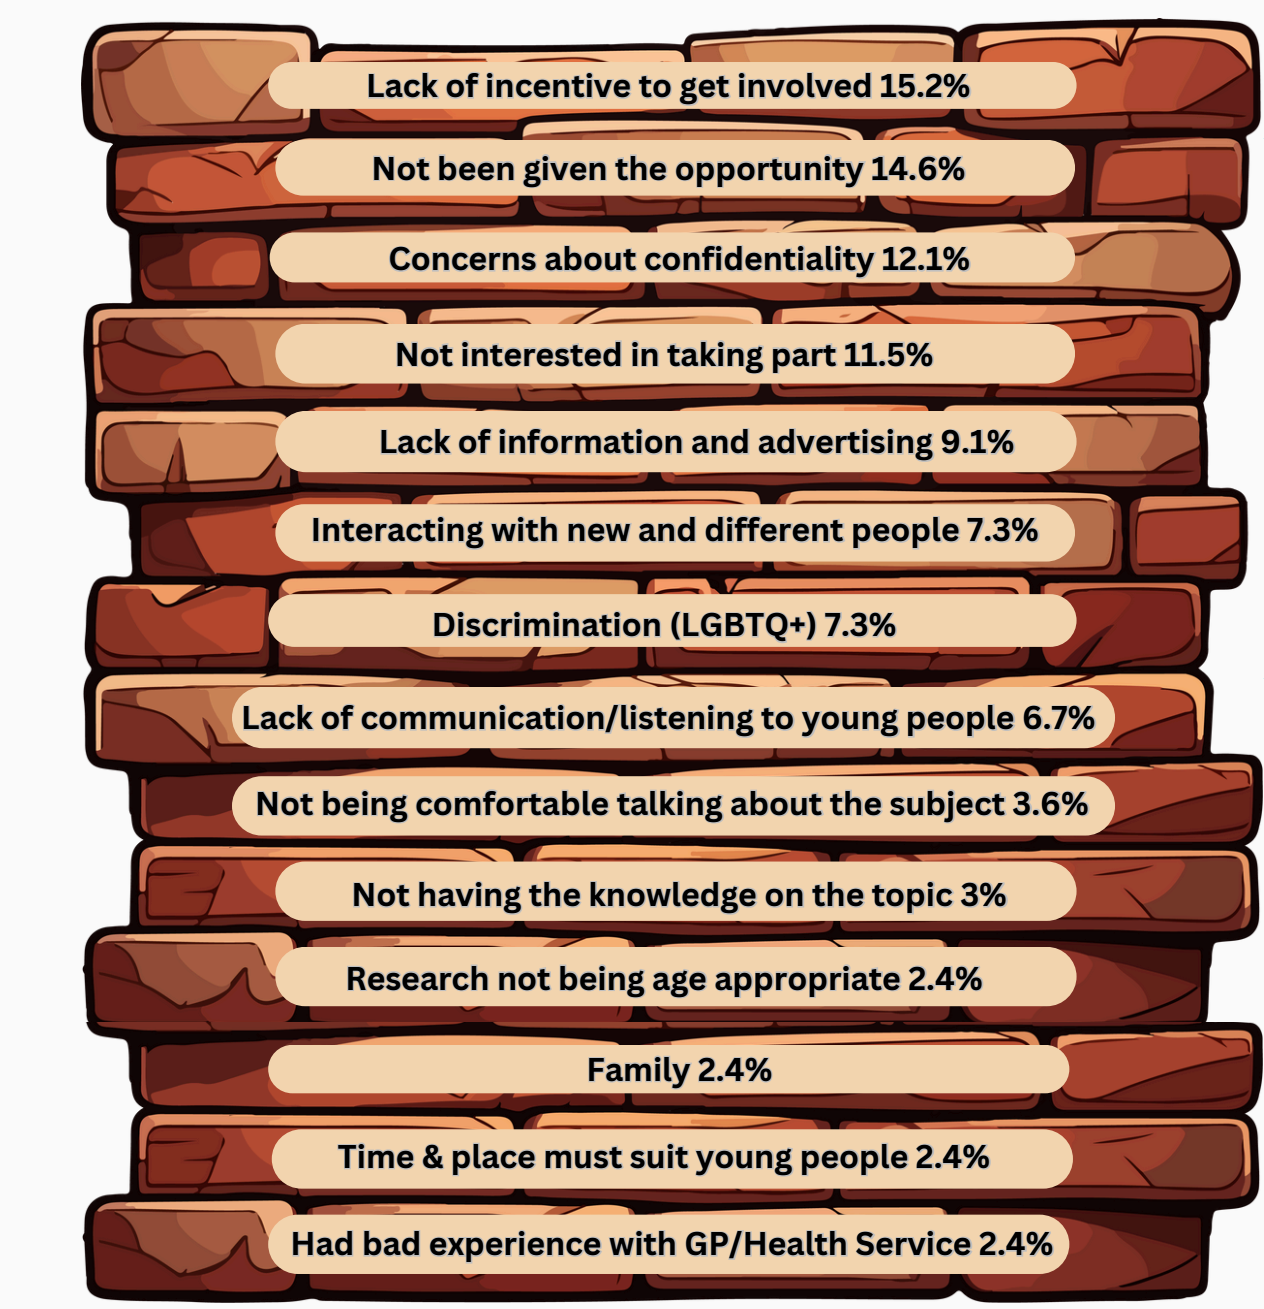 Lack of incentive to get involved 15.2%
Not been given the opportunity 14.6%
Concerns about confidentiality 12.1%
Not interested in taking part 11.5%
Lack of information and advertising 9.1%
Interacting with new and different people 7.3%
Discrimination (LGBTQ+) 7.3%
Lack of communication/listening to young people 6.7%
Not being comfortable talking about the subject 3.6%
Not having the knowledge on the topic 3%
Research not being age appropriate 2.4%
Family 2.4%
Time & place must suit young people 2.4%
Had bad experience with GP/Health Service 2.4%